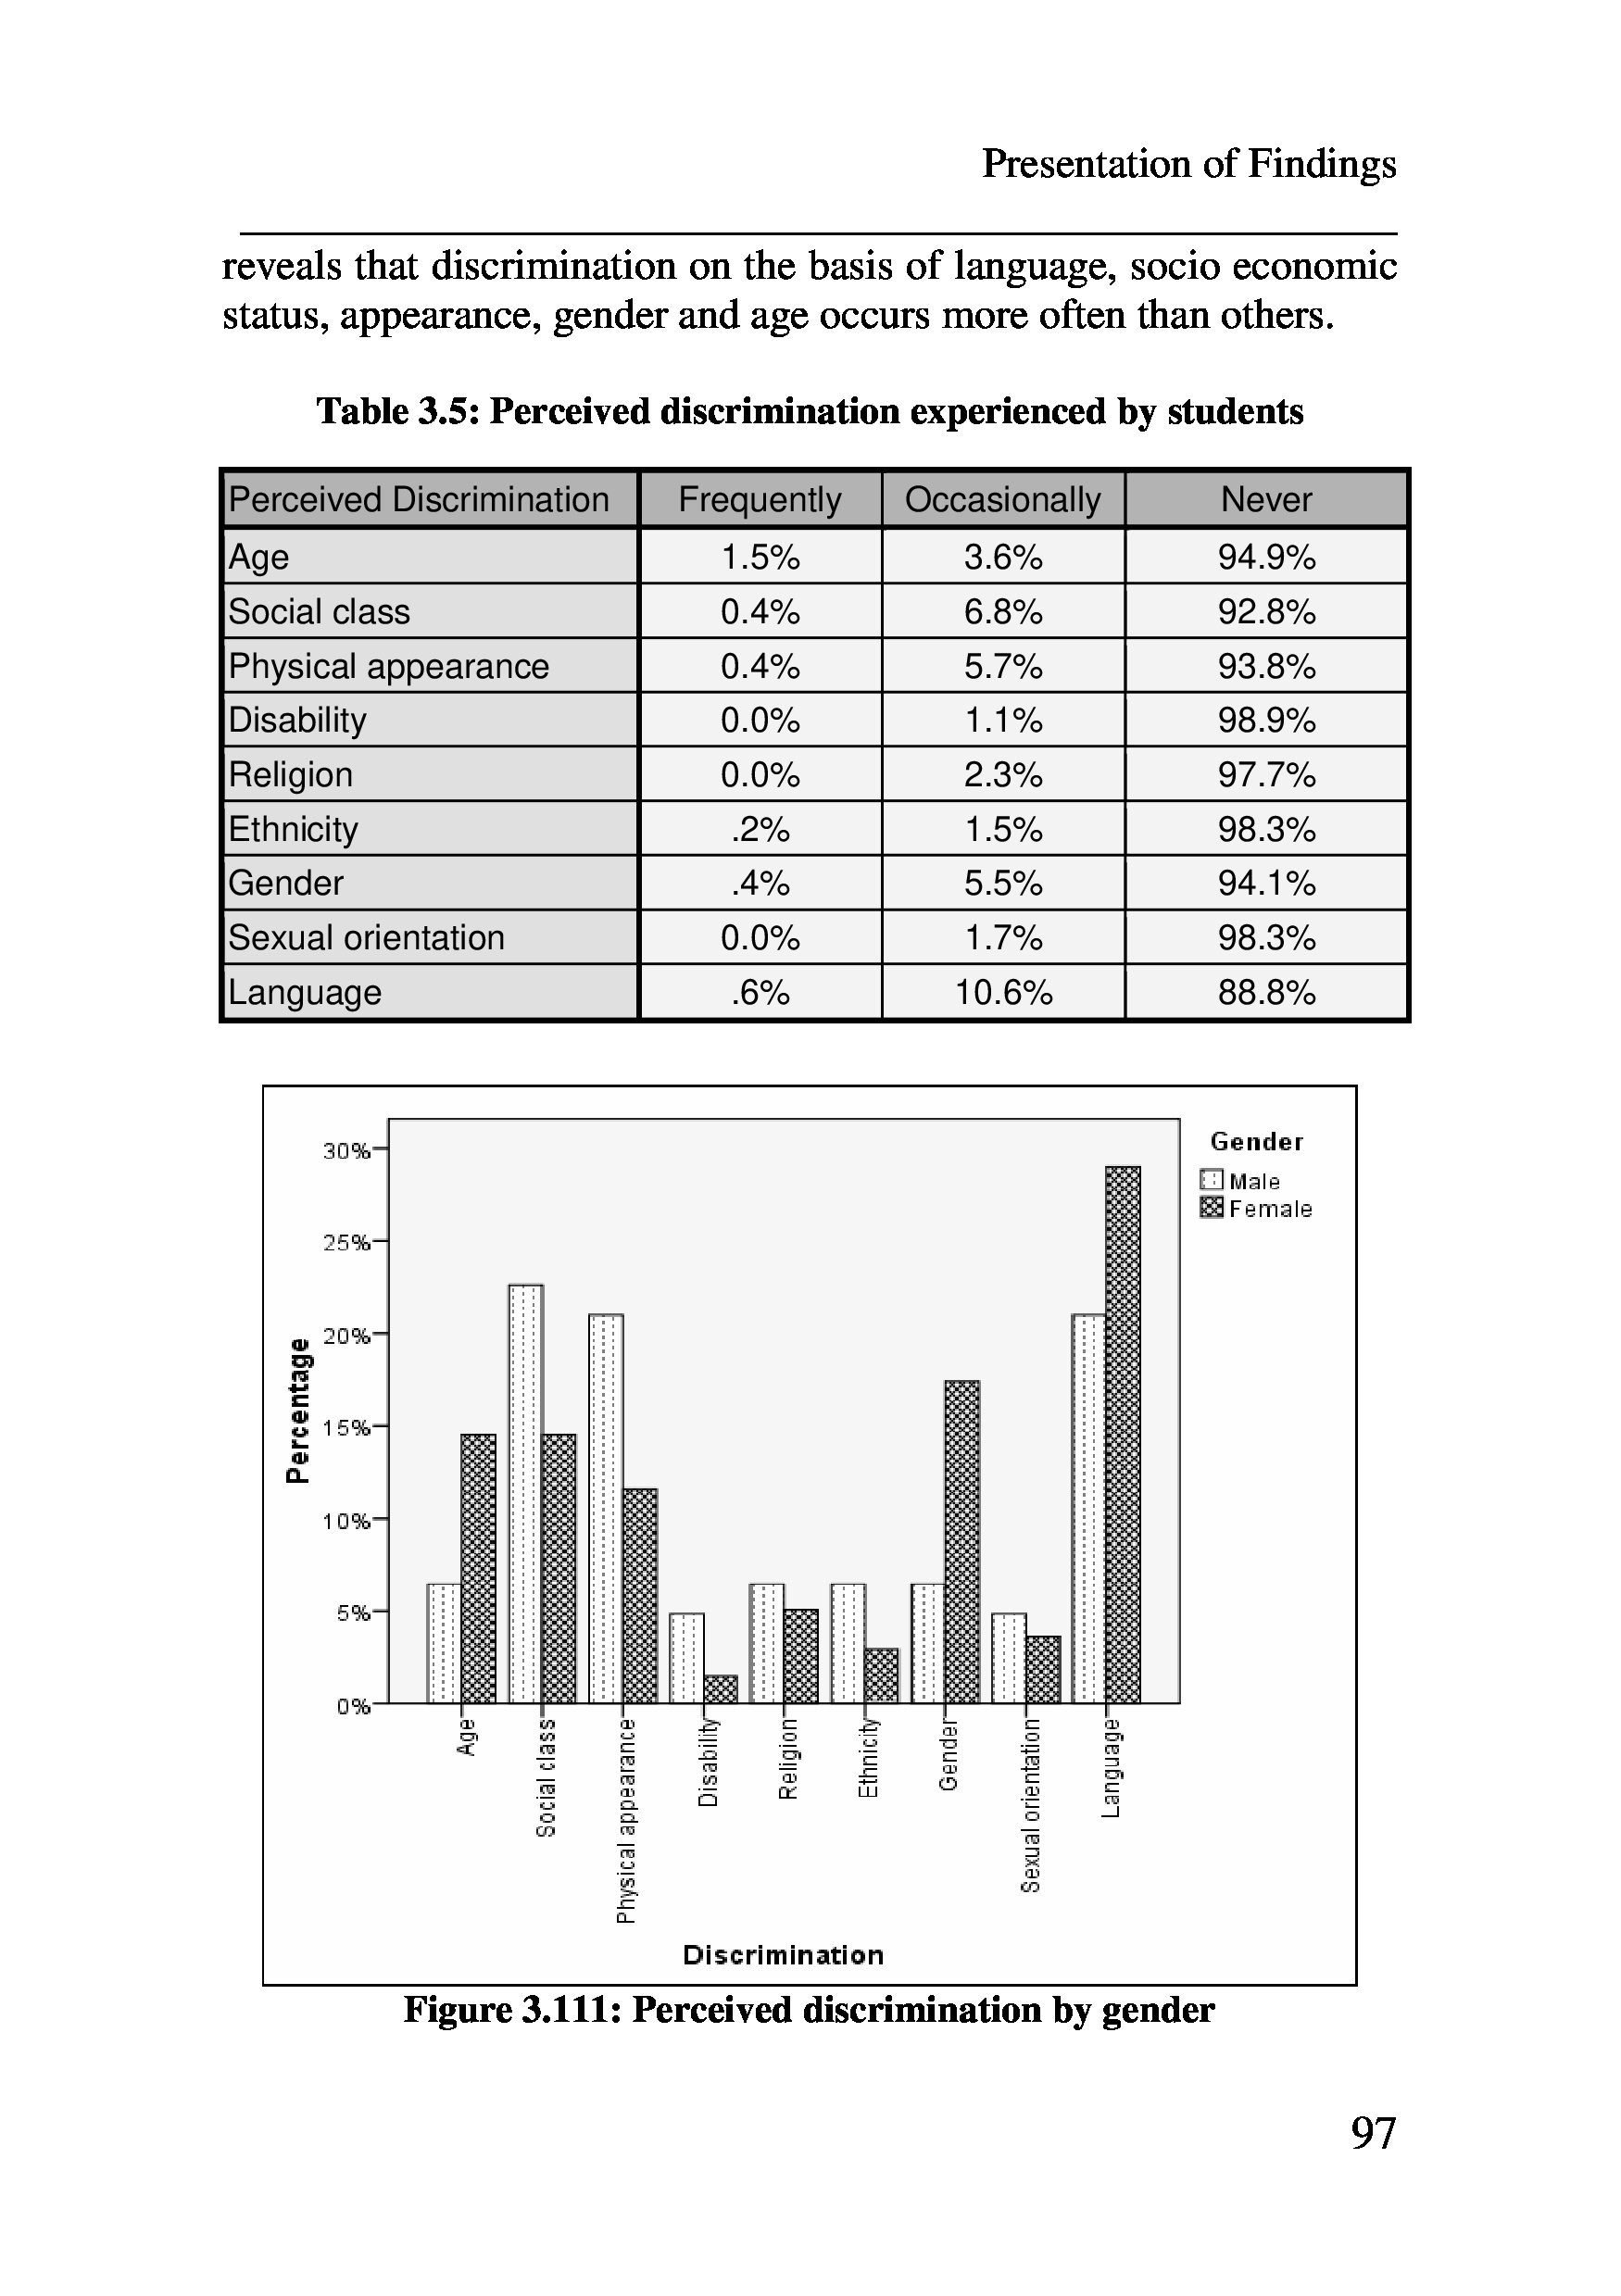 Presentation of Findings
reveals that discrimination on the basis of language, socio economic
status, appearance, gender and age occurs more often than others.
Table 3.5: Perceived discrimination experienced by students
Perceived Discrimination Frequently Occasionally Never
Age 1.5% 3.6% 94.9%
Social class 0.4% 6.8% 92.8%
Physical appearance 0.4% 5.7% 93.8%
Disability 0.0% 1.1% 98.9%
Religion 0.0% 2.3% 97.7%
Ethnicity .2% 1.5% 98.3%
Gender .4% 5.5% 94.1%
Sexual orientation 0.0% 1.7% 98.3%
Language .6% 10.6% 88.8%
30%
25%
20%
15%
10%
5%
0%
Percentage
Gender
Male
Female
Age
Social class
Physical appearance
Disability
Religion
Ethnicity
Gender
Sexual orientation
Language
Discrimination
Figure 3.111: Perceived discrimination by gender
97